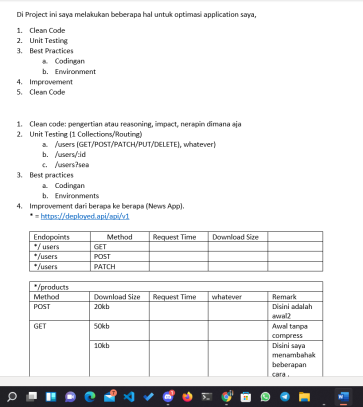 Di Project ini saya melakukan beberapa hal untuk optimasi application saya,
1. Clean Code
2. Unit Testing
3. Best Practices
a. Codingan
b. Environment
4. Improvement
5. Clean Code
1. Clean code: pengertian atau reasoning, impact, nerapin dimana aja
2. Unit Testing (1 Collections/Routing)
a. /users (GET/POST/PATCH/PUT/DELETE), whatever)
b. /users/:id
c. /users?sea
3. Best practices
a. Codingan
b. Environments
4. Improvement dari berapa ke berapa (News App).
* = https://deployed.api/api/v1
Endopoints Method Request Time Download Size
*/ users GET
*/users POST
*/users PATCH
*/products
Method Download Size Request Time whatever Remark
POST 20kb Disini adalah
awal2
GET 50kb Awal tanpa
compress
10kb Disini saya
menambahak
beberapan
cara .